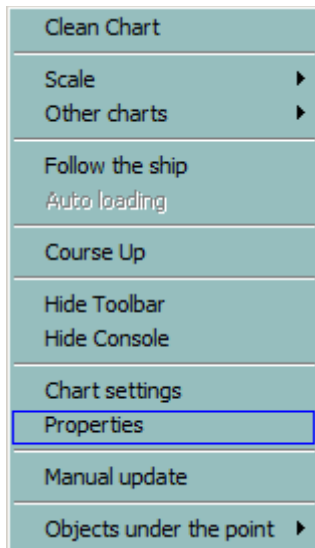 Clean Chart
Scale
Other charts
Follow the ship
Auto loading
Course Up
Hide Toolbar
Hide Console
Chart settings
Properties
Manual update
Objects under the point